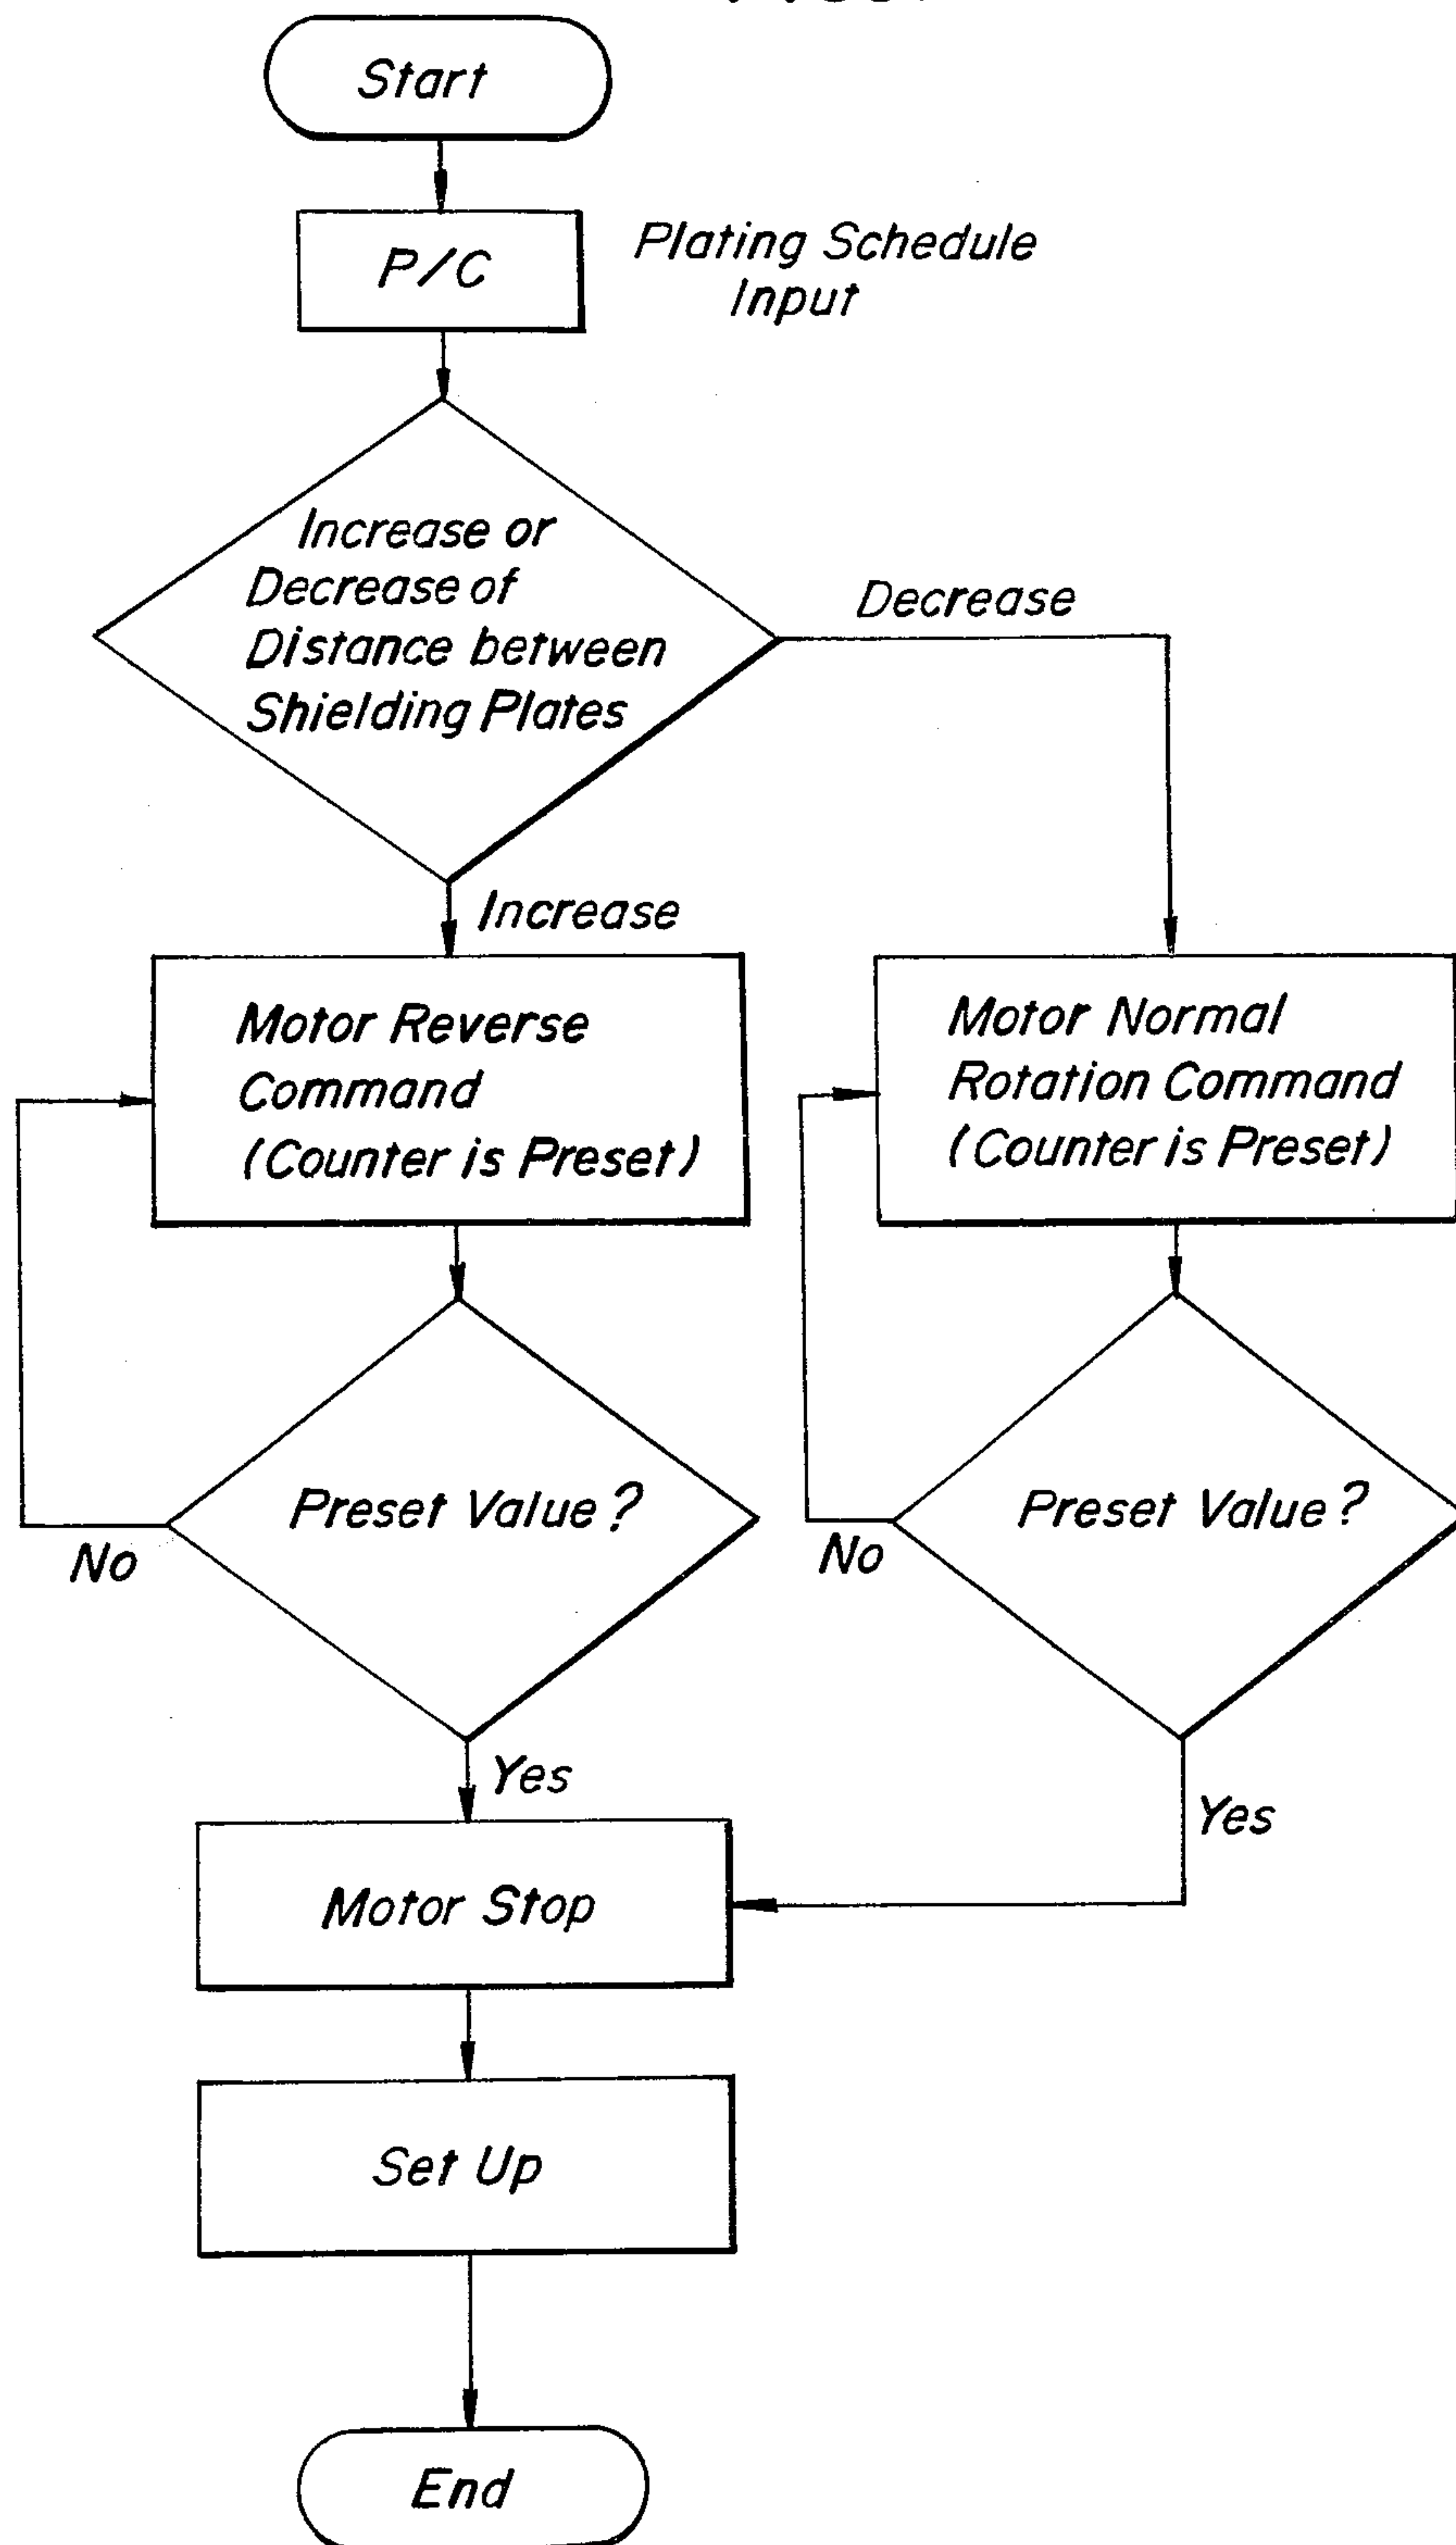 Start
P/C
Plating Schedule
Input
Increase or
Decrease of
Distance between
Shielding Plates
Decrease
Increase
Motor Reverse
Command
(Counter is Preset)
Motor Normal
Rotation Command
(Counter is Preset)
Preset Value?
No
Preset Value?
No
Yes
Yes
Motor Stop
Set Up
End